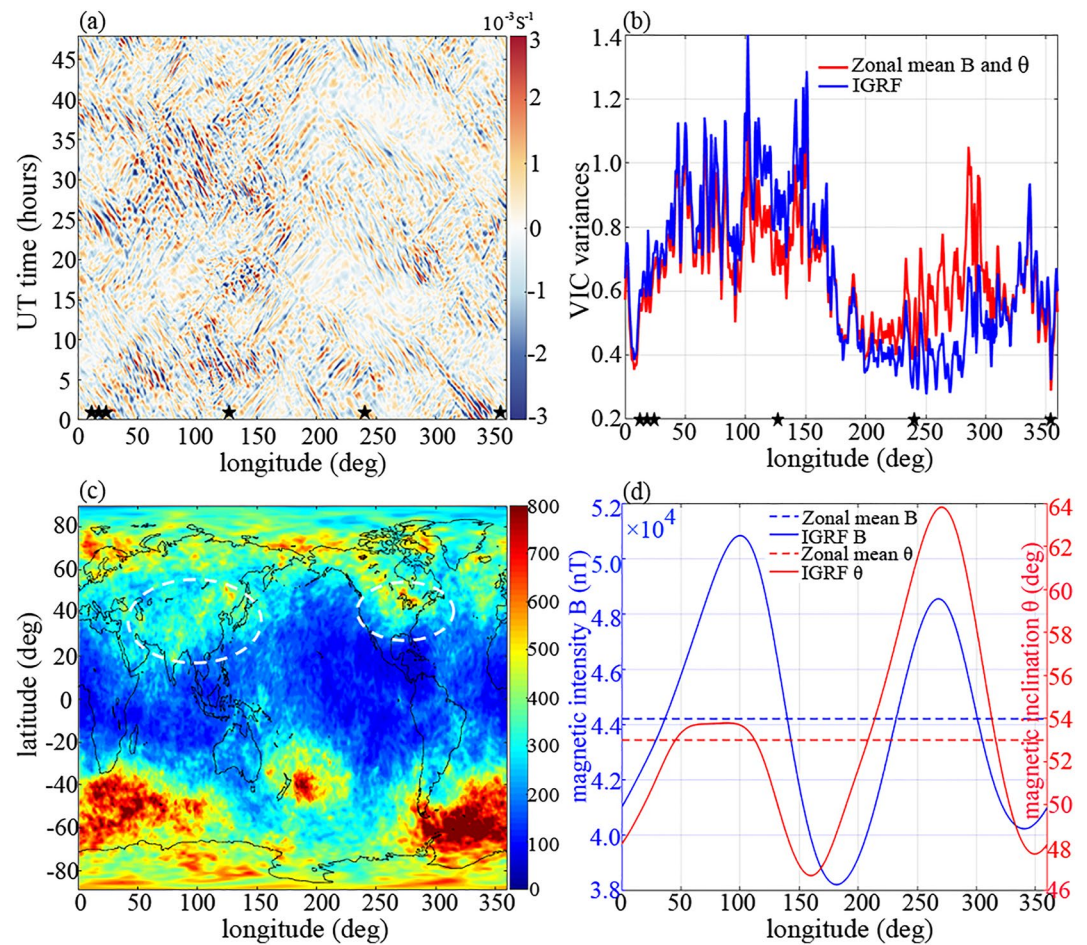 (a)
10⁻³s⁻¹
UT time (hours)
45
40
35
30
25
20
15
10
5
0
3
2
1
0
-1
-2
-3
0 50 100 150 200 250 300 350
longitude (deg)
(b)
VIC variances
1.4
1.2
1.0
0.8
0.6
0.4
0.2
Zonal mean B and θ
IGRF
0 50 100 150 200 250 300 350
longitude (deg)
(c)
latitude (deg)
80
60
40
20
0
-20
-40
-60
-80
800
700
600
500
400
300
200
100
0
0 50 100 150 200 250 300 350
longitude (deg)
(d)
magnetic intensity B (nT)
5.2
×10⁴
5.0
4.8
4.6
4.4
4.2
4.0
3.8
Zonal mean B
IGRF B
Zonal mean θ
IGRF θ
64
62
60
58
56
54
52
50
48
46
magnetic inclination θ (deg)
0 50 100 150 200 250 300 350
longitude (deg)